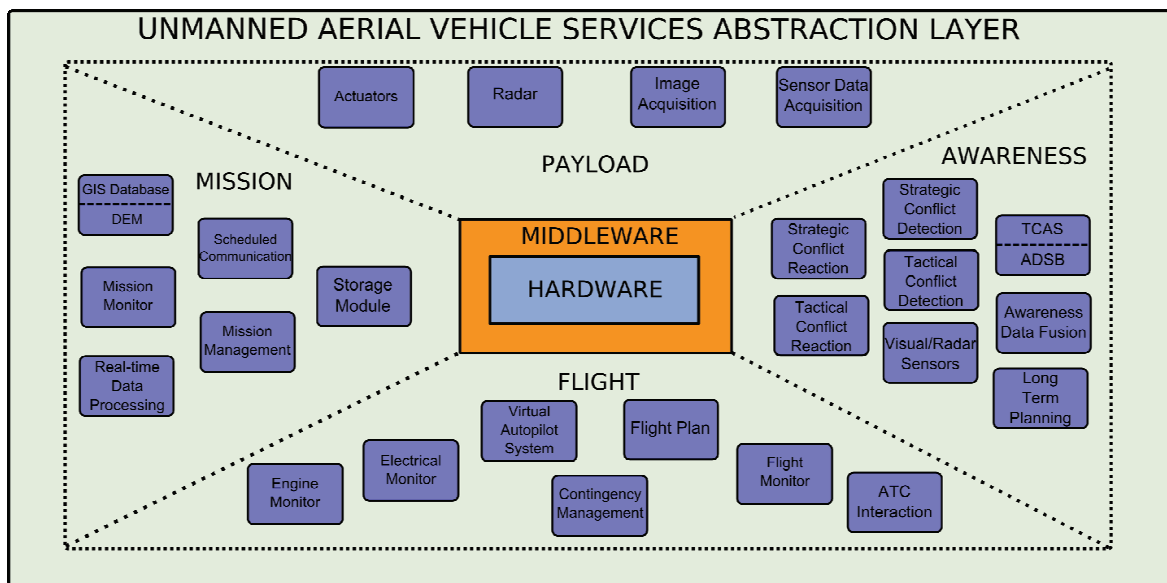 UNMANNED AERIAL VEHICLE SERVICES ABSTRACTION LAYER
Actuators
Radar
Image
Acquisition
Sensor Data
Acquisition
PAYLOAD
MISSION
GIS Database
DEM
Scheduled
Communication
Mission
Monitor
Storage
Module
Mission
Management
Real-time
Data
Processing
MIDDLEWARE
HARDWARE
AWARENESS
Strategic
Conflict
Detection
Strategic
Conflict
Reaction
TCAS
ADSB
Tactical
Conflict
Detection
Tactical
Conflict
Reaction
Awareness
Data Fusion
Visual/Radar
Sensors
Long
Term
Planning
FLIGHT
Virtual
Autopilot
System
Flight Plan
Electrical
Monitor
Engine
Monitor
Contingency
Management
Flight
Monitor
ATC
Interaction